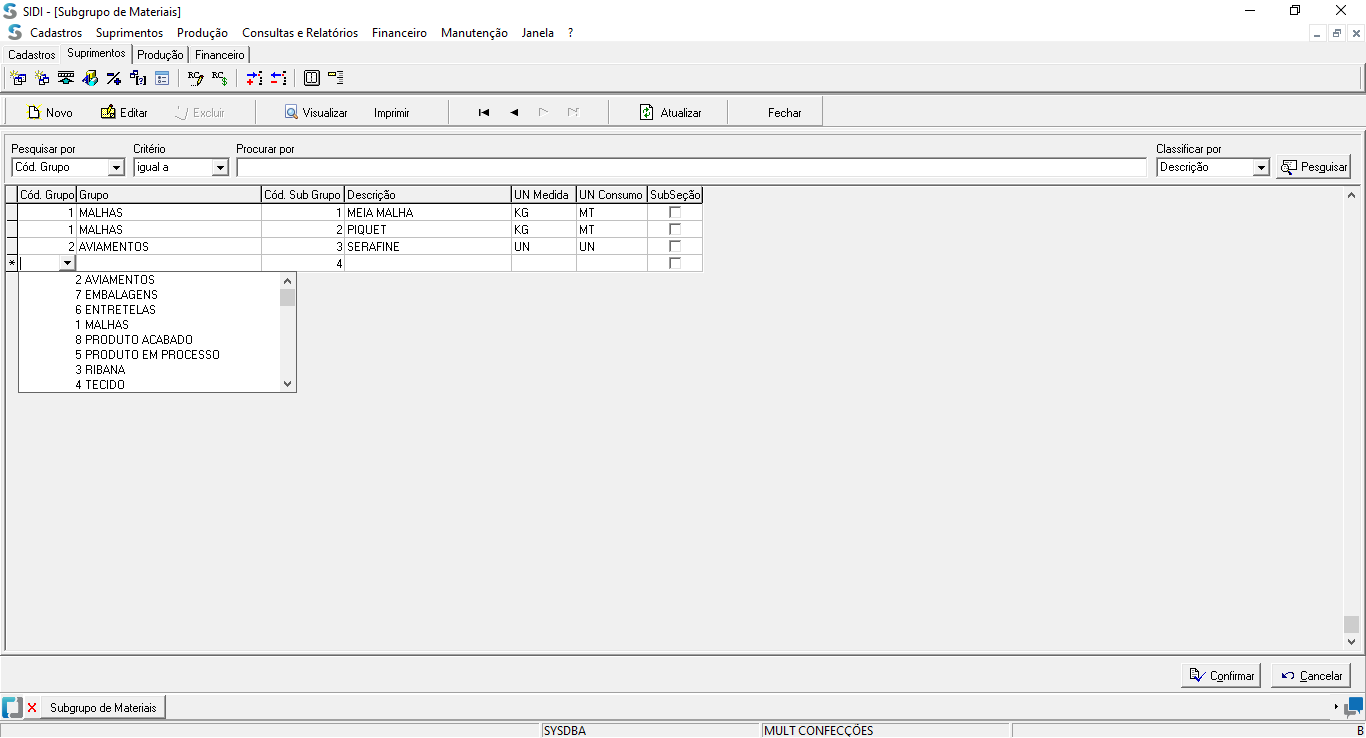 SIDI - [Subgrupo de Materiais]
Cadastros Suprimentos Produção Consultas e Relatórios Financeiro Manutenção Janela ?
Cadastros Suprimentos Produção Financeiro
Novo Editar Excluir Visualizar Imprimir Atualizar Fechar
Pesquisar por Critério Procurar por Classificar por
Cód. Grupo igual a Descrição Pesquisar
Cód. Grupo Grupo Cód. Sub Grupo Descrição UN Medida UN Consumo SubSeção
1 MALHAS 1 MEIA MALHA KG MT
1 MALHAS 2 PIQUET KG MT
2 AVIAMENTOS 3 SERAFINE UN UN
* 4
2 AVIAMENTOS
7 EMBALAGENS
6 ENTRETELAS
1 MALHAS
8 PRODUTO ACABADO
5 PRODUTO EM PROCESSO
3 RIBANA
4 TECIDO
Confirmar Cancelar
Subgrupo de Materiais
SYSDBA MULT CONFECÇÕES B